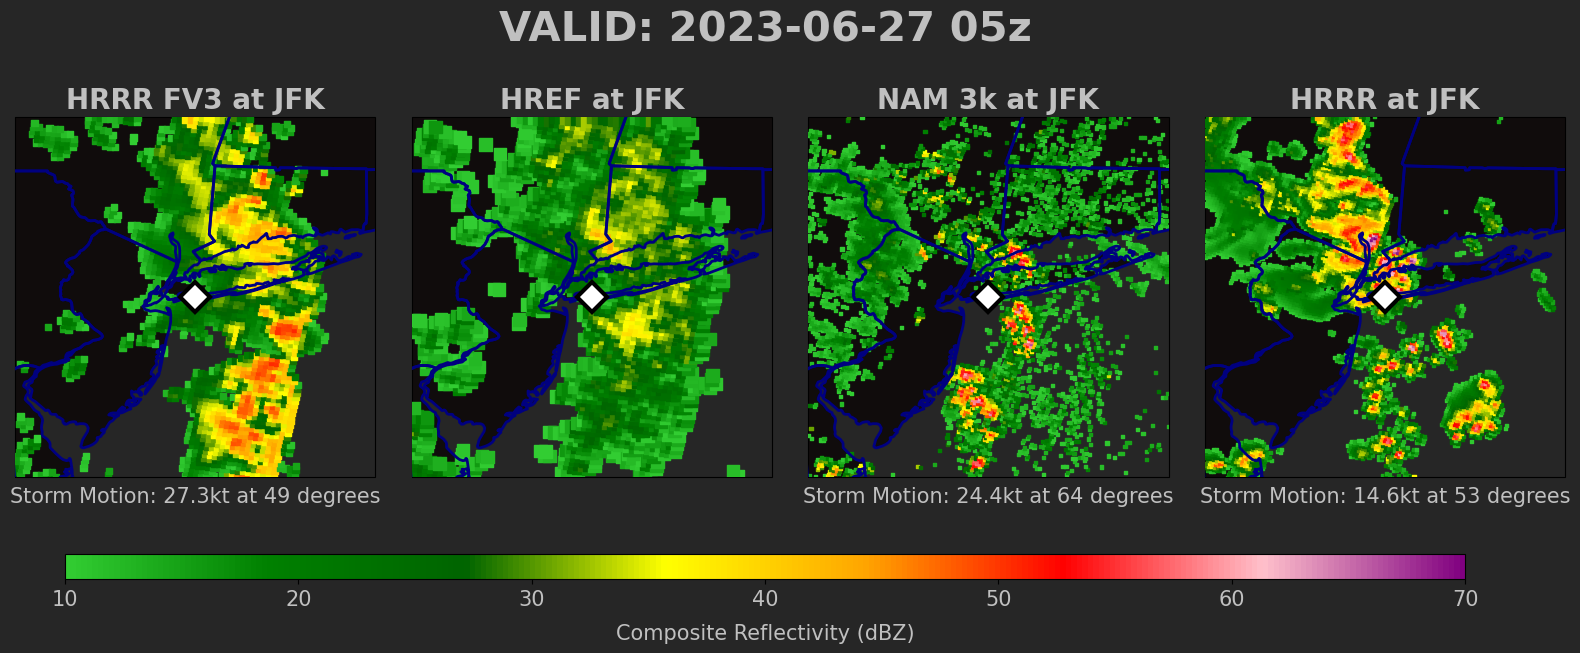 VALID: 2023-06-27 05z
HRRR FV3 at JFK
HREF at JFK
NAM 3k at JFK
HRRR at JFK
Storm Motion: 27.3kt at 49 degrees
Storm Motion: 24.4kt at 64 degrees
Storm Motion: 14.6kt at 53 degrees
10 20 30 40 50 60 70
Composite Reflectivity (dBZ)